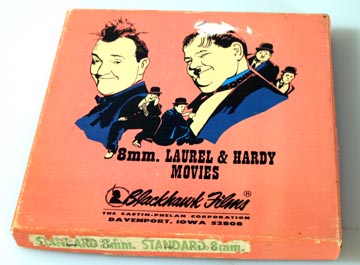 8mm. LAUREL & HARDY
MOVIES
Blackhawk Films ®
THE EASTIN-PHELAN CORPORATION
DAVENPORT, IOWA 52808
STANDARD 8mm. STANDARD 8mm.